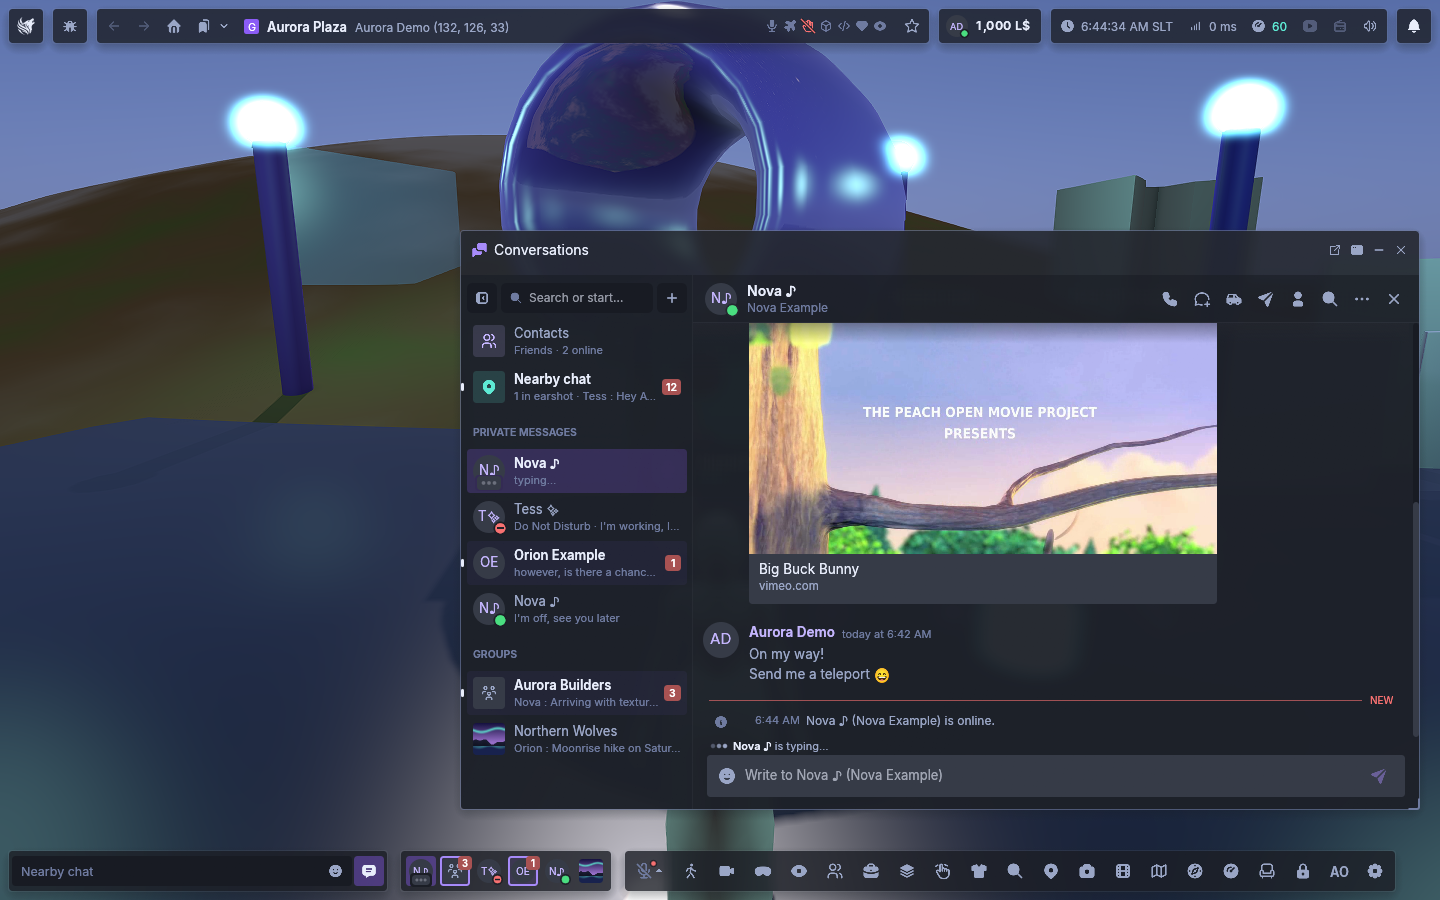 G Aurora Plaza Aurora Demo (132, 126, 33)
AD 1,000 L$
6:44:34 AM SLT 0 ms 60
Conversations
Search or start...
Contacts
Friends · 2 online
Nearby chat
1 in earshot · Tess : Hey A...
12
PRIVATE MESSAGES
N♪ Nova ♪
typing...
T Tess
Do Not Disturb · I'm working, I...
OE Orion Example
however, is there a chanc...
1
N♪ Nova ♪
I'm off, see you later
GROUPS
Aurora Builders
Nova : Arriving with textur...
3
Northern Wolves
Orion : Moonrise hike on Satur...
N♪ Nova ♪
Nova Example
THE PEACH OPEN MOVIE PROJECT
PRESENTS
Big Buck Bunny
vimeo.com
AD Aurora Demo today at 6:42 AM
On my way!
Send me a teleport 😄
NEW
6:44 AM Nova ♪ (Nova Example) is online.
Nova ♪ is typing...
Write to Nova ♪ (Nova Example)
Nearby chat
N♪ 3 T OE 1 N♪
AO